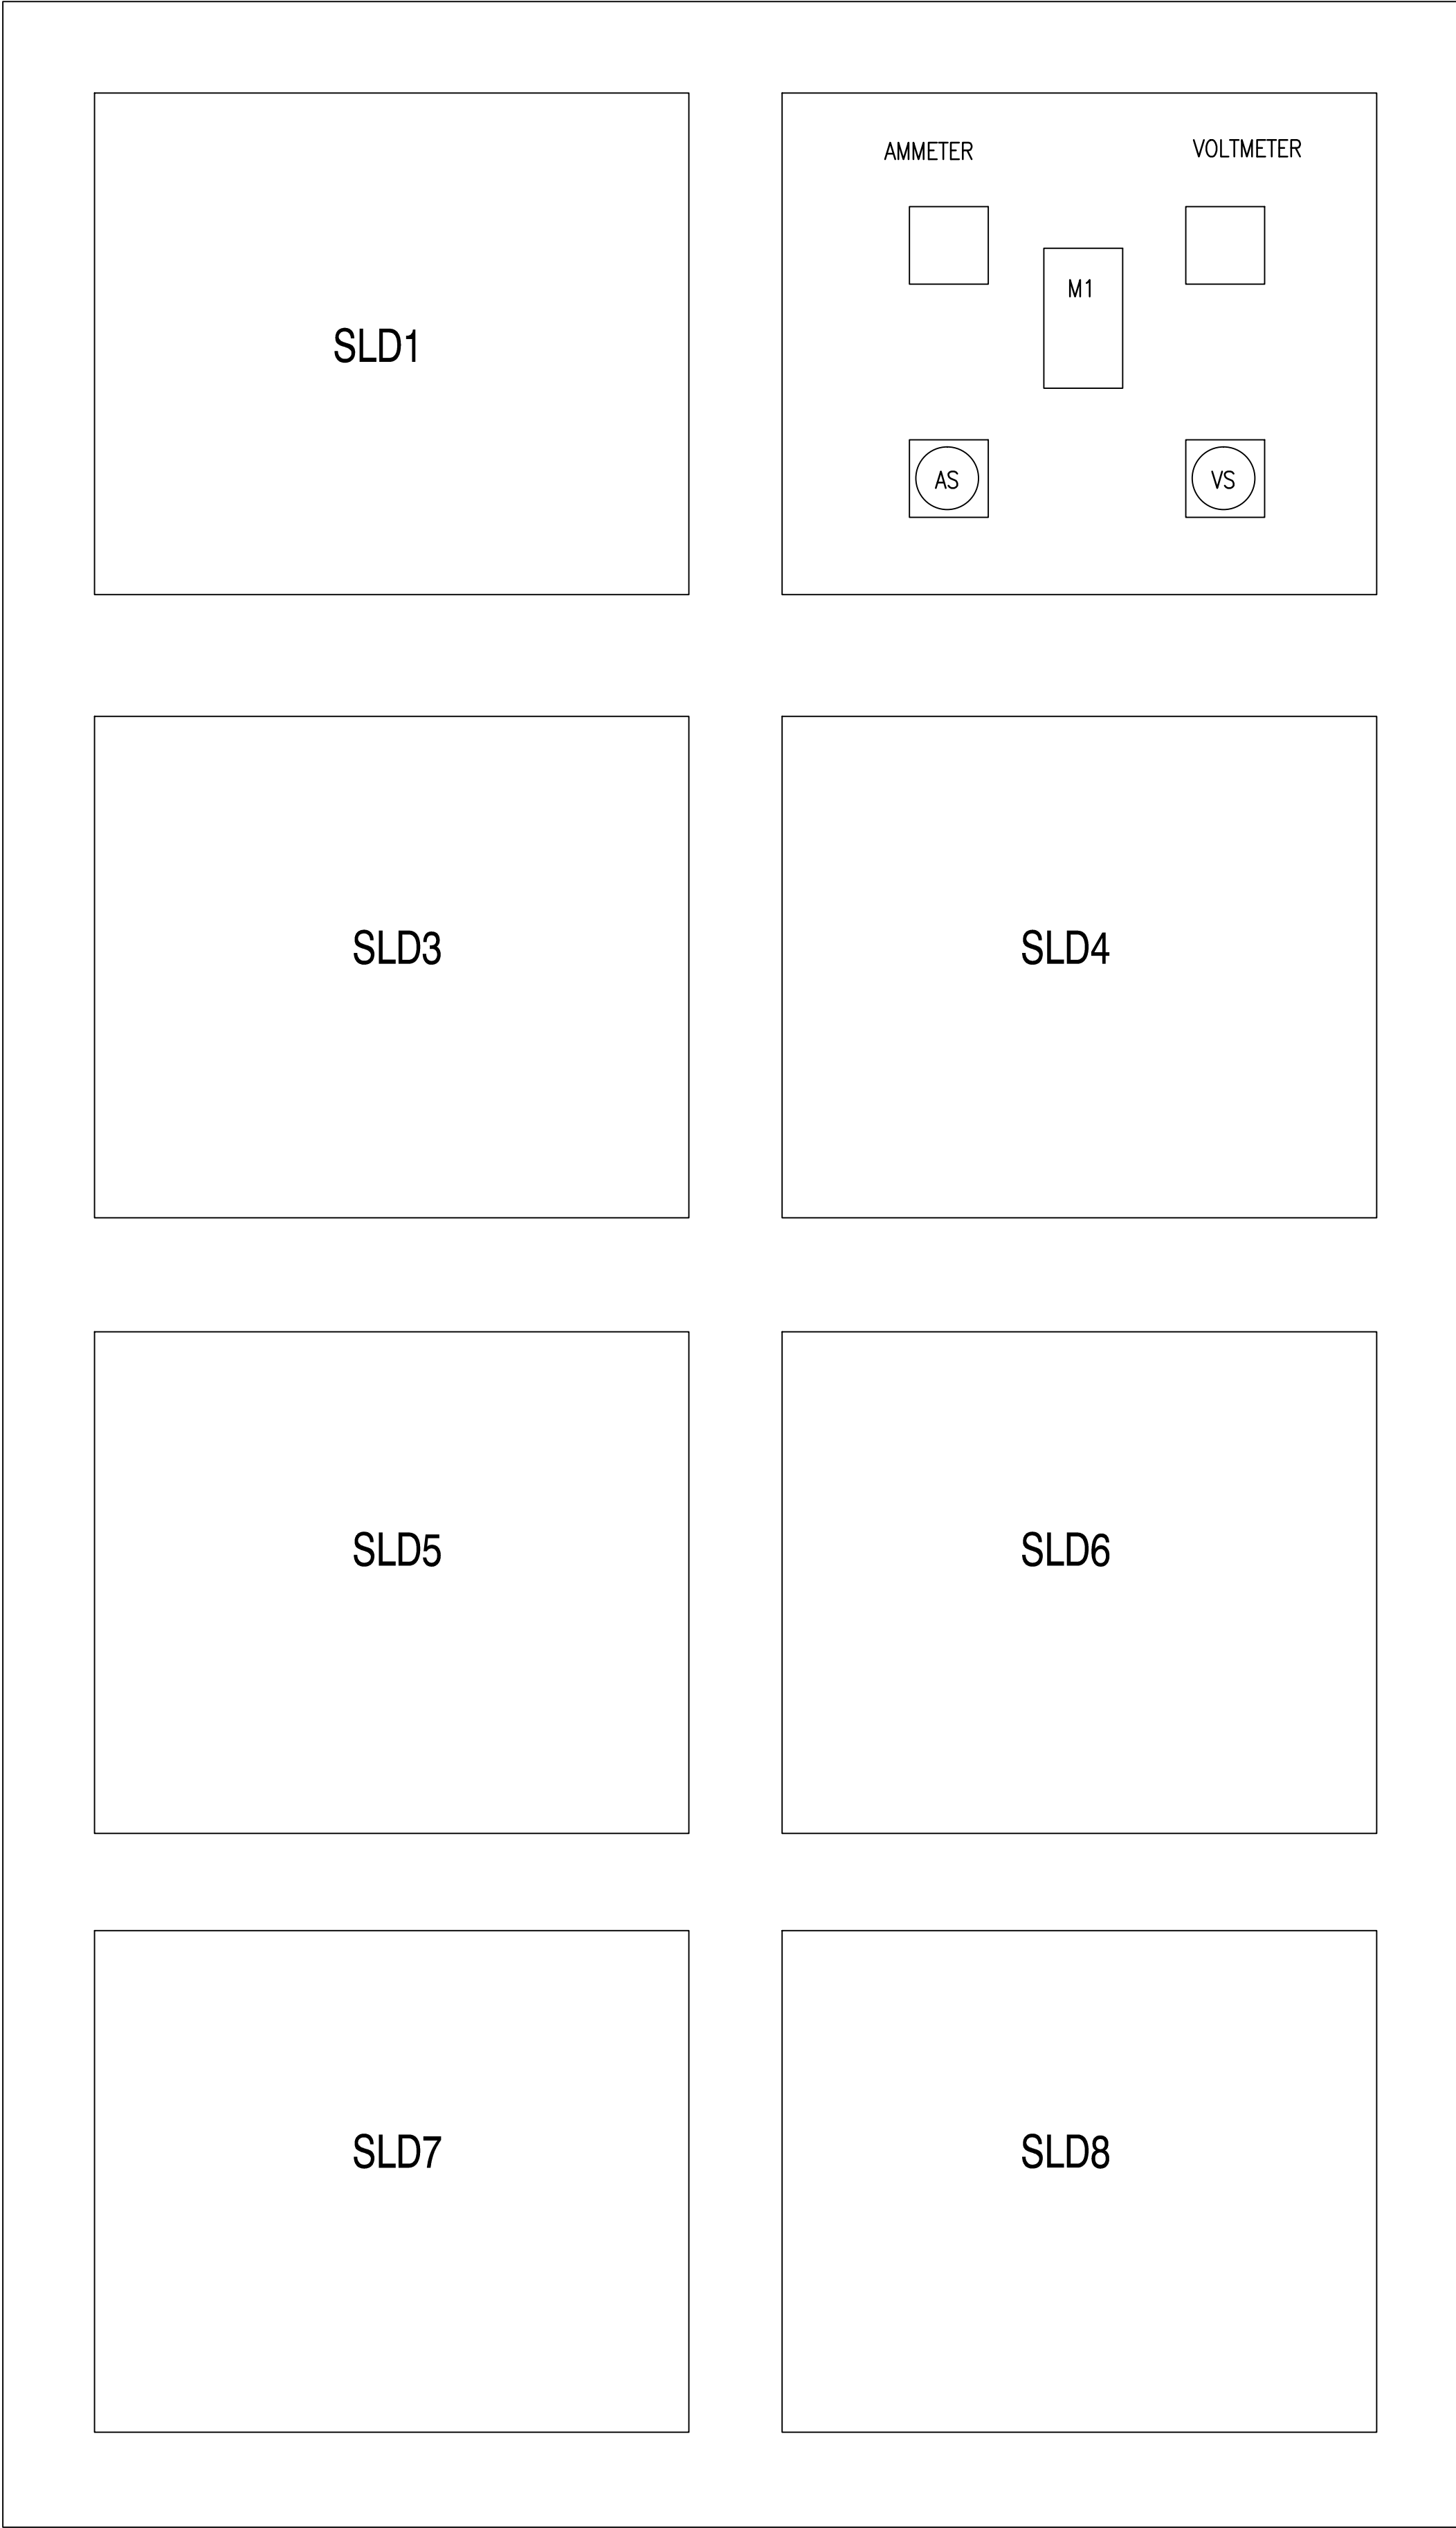 AMMETER
VOLTMETER
M1
SLD1
AS
VS
SLD3
SLD4
SLD5
SLD6
SLD7
SLD8